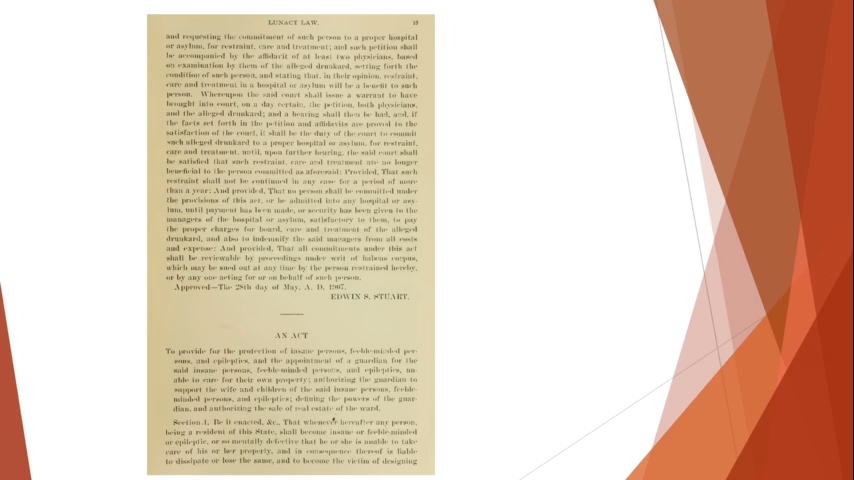 LUNACY LAW. 19
and requesting the commitment of such person to a proper hospital
or asylum, for restraint, care and treatment; and such petition shall
be accompanied by the affidavit of at least two physicians, based
on examination by them of the alleged drunkard, setting forth the
condition of such person, and stating that, in their opinion, restraint,
care and treatment in a hospital or asylum will be a benefit to such
person. Whereupon the said court shall issue a warrant to have
brought into court, on a day certain, the petition, both physicians,
and the alleged drunkard; and a hearing shall then be had, and, if
the facts set forth in the petition and affidavits are proved to the
satisfaction of the court, it shall be the duty of the court to commit
such alleged drunkard to a proper hospital or asylum, for restraint,
care and treatment, until, upon further hearing, the said court shall
be satisfied that such restraint, care and treatment are no longer
beneficial to the person committed as aforesaid: Provided, That such
restraint shall not be continued in any case for a period of more
than a year: And provided, That no person shall be committed under
the provisions of this act, or be admitted into any hospital or asy-
lum, until payment has been made, or security has been given to the
managers of the hospital or asylum, satisfactory to them, to pay
the proper charges for board, care and treatment of the alleged
drunkard, and also to indemnify the said managers from all costs
and expense: And provided, That all commitments under this act
shall be reviewable by proceedings under writ of habeas corpus,
which may be sued out at any time by the person restrained hereby,
or by any one acting for or on behalf of such person.
Approved—The 28th day of May, A. D. 1907.
EDWIN S. STUART.
AN ACT
To provide for the protection of insane persons, feeble-minded per-
sons, and epileptics, and the appointment of a guardian for the
said insane persons, feeble-minded persons, and epileptics, un-
able to care for their own property; authorizing the guardian to
support the wife and children of the said insane persons, feeble-
minded persons, and epileptics; defining the powers of the guar-
dian, and authorizing the sale of real estate of the ward.
Section 1. Be it enacted, &c., That whenever hereafter any person,
being a resident of this State, shall become insane or feeble-minded
or epileptic, or so mentally defective that he or she is unable to take
care of his or her property, and in consequence thereof is liable
to dissipate or lose the same, and to become the victim of designing